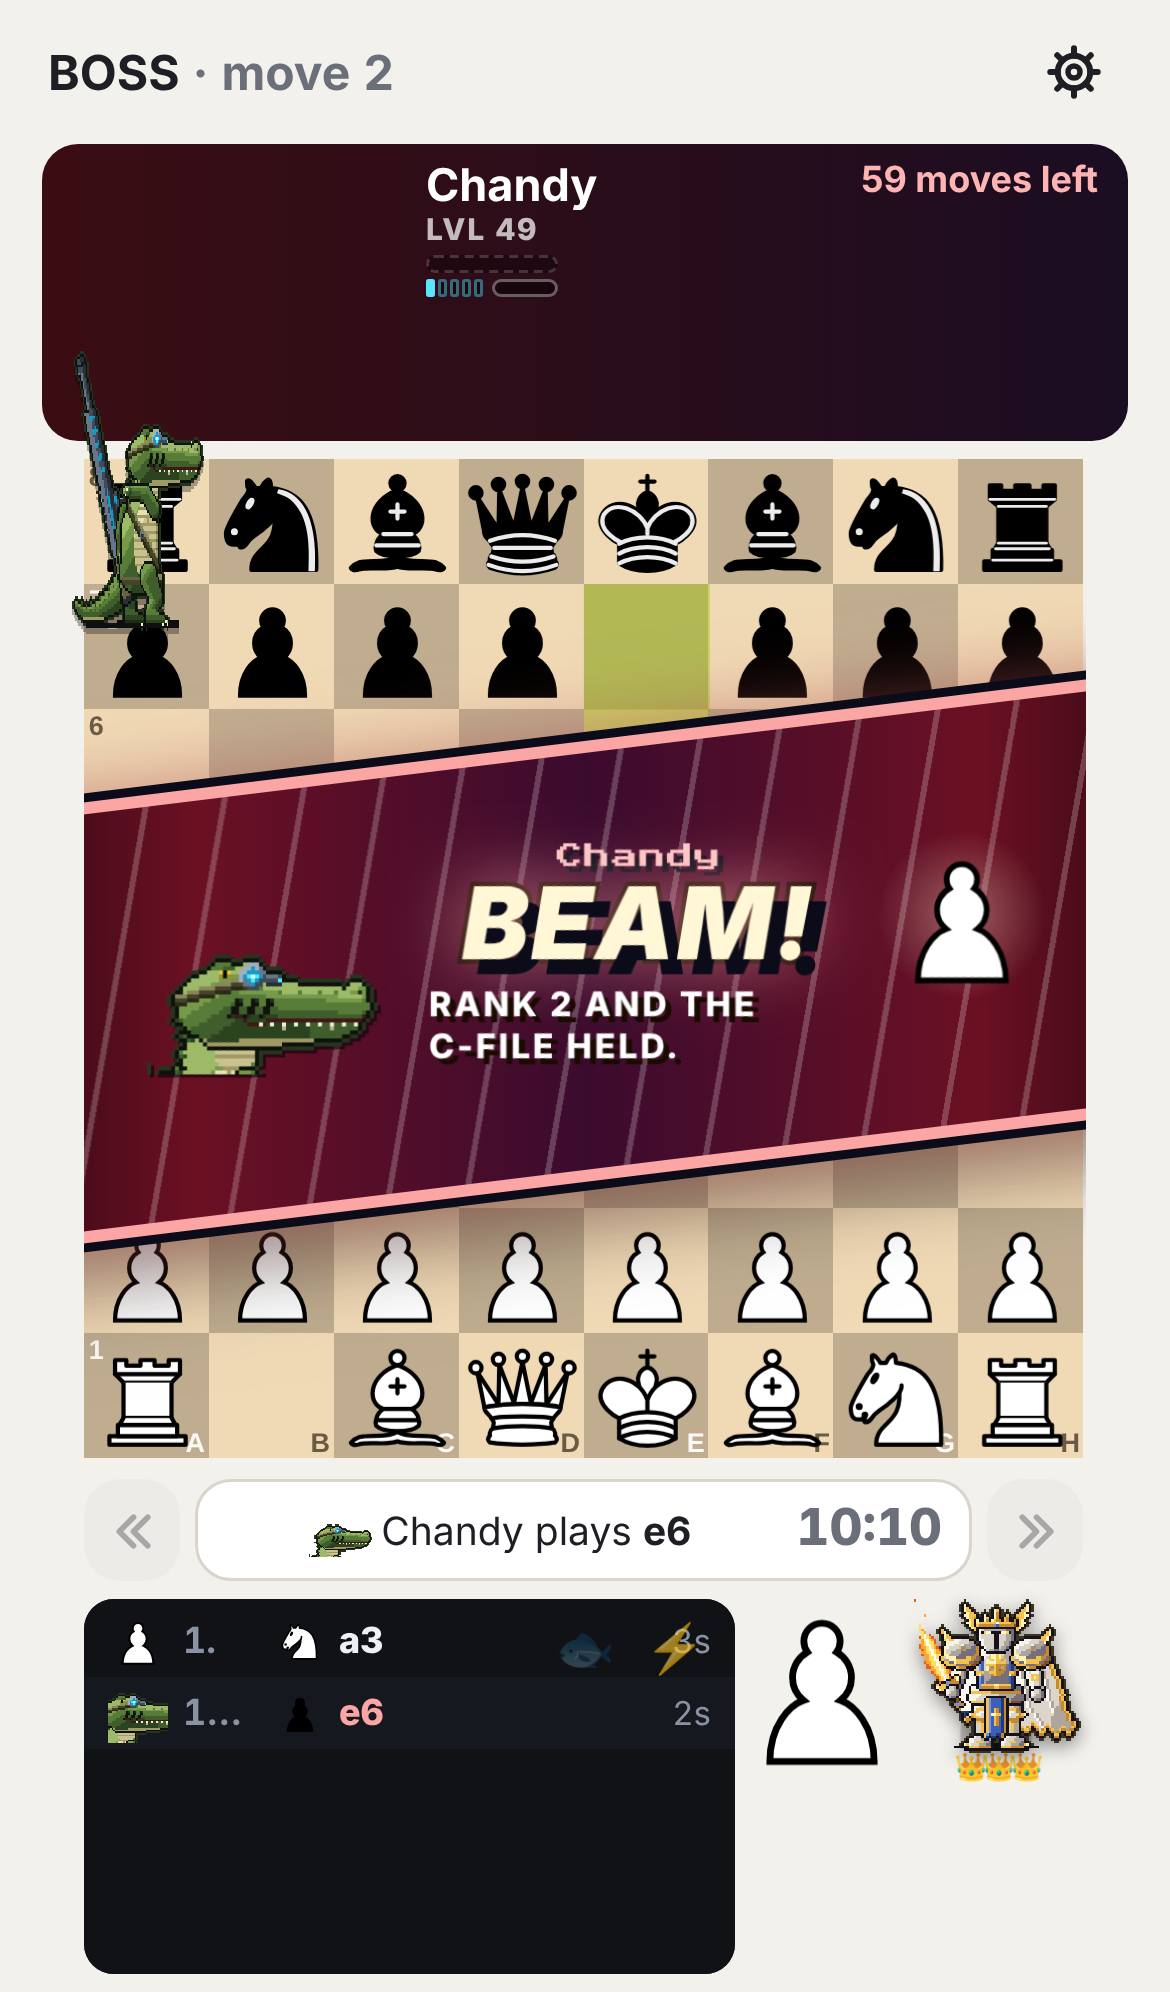 BOSS · move 2
Chandy
59 moves left
LVL 49
6
Chandy
BEAM!
RANK 2 AND THE
C-FILE HELD.
1
A B C D E F G H
Chandy plays e6 10:10
1. a3 3s
1... e6 2s